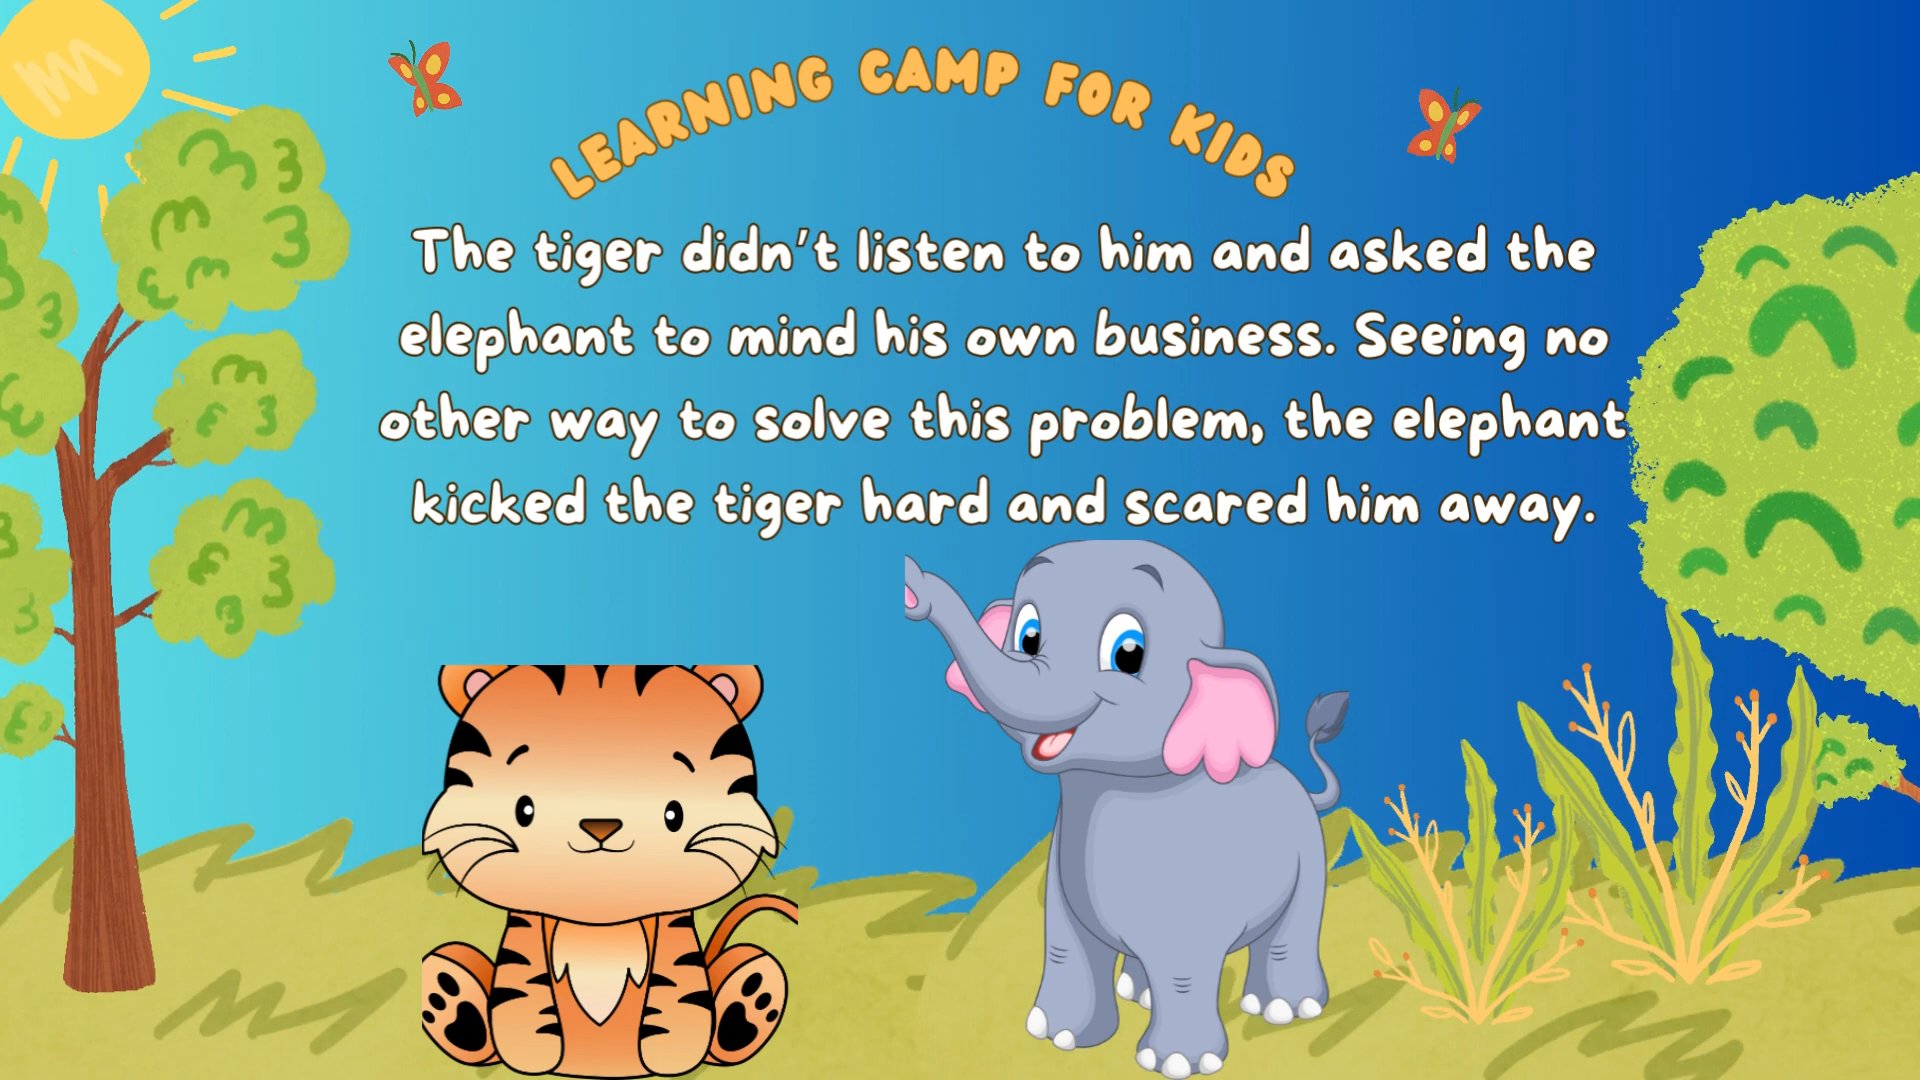 LEARNING CAMP FOR KIDS
The tiger didn't listen to him and asked the
elephant to mind his own business. Seeing no
other way to solve this problem, the elephant
kicked the tiger hard and scared him away.